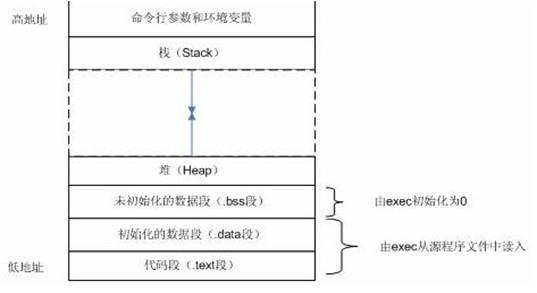 高地址
命令行参数和环境变量
栈（Stack）
堆（Heap）
未初始化的数据段（.bss段）
由exec初始化为0
初始化的数据段（.data段）
由exec从源程序文件中读入
代码段（.text段）
低地址